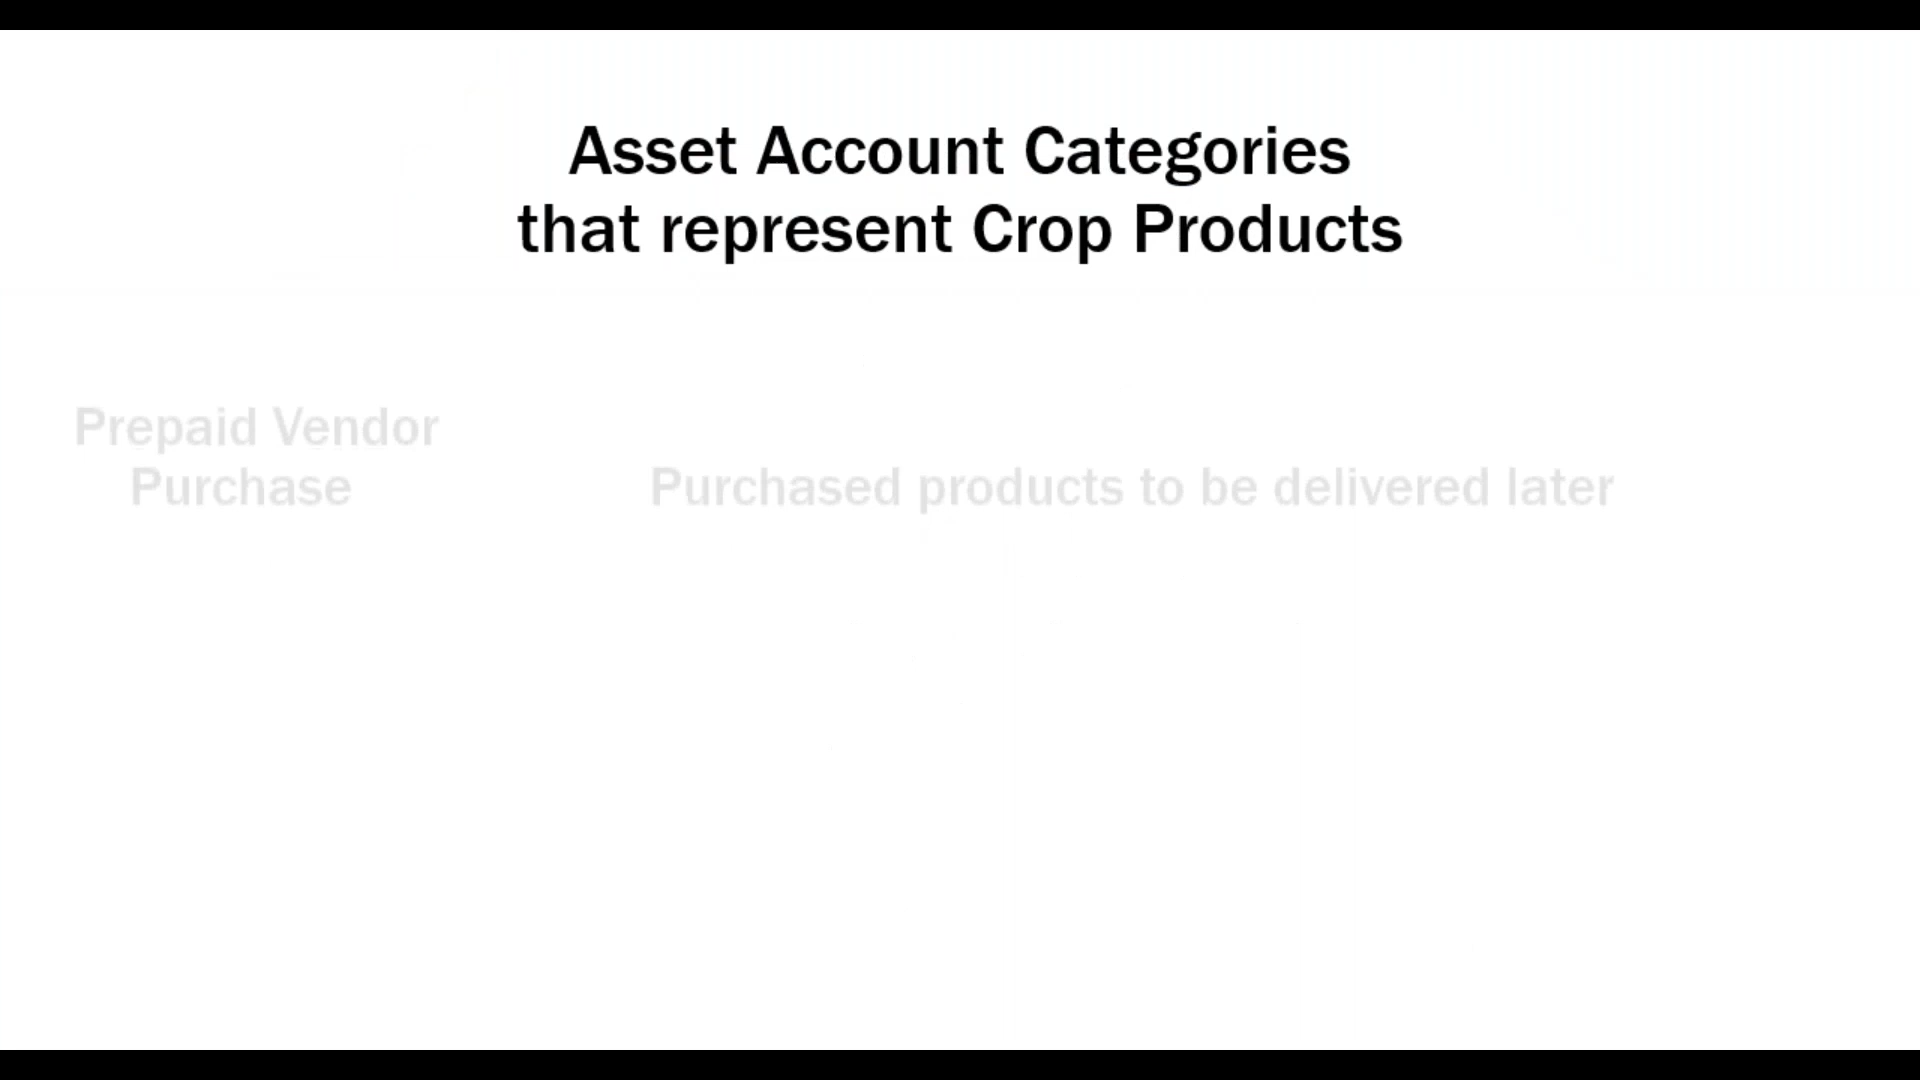 Asset Account Categories
that represent Crop Products
Prepaid Vendor
Purchase
Purchased products to be delivered later